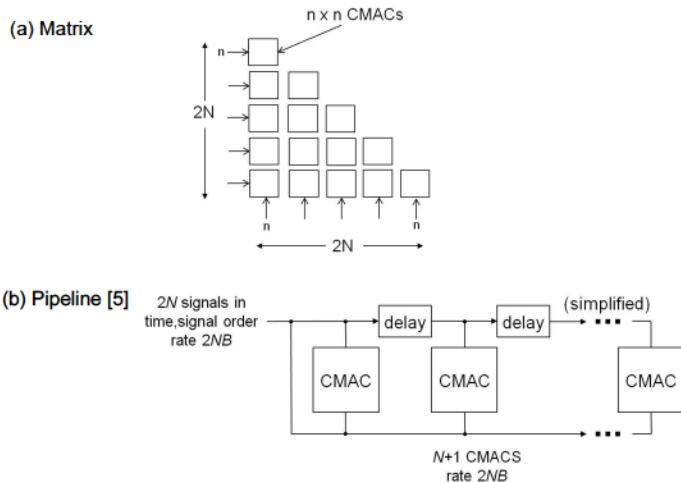 (a) Matrix
n x n CMACs
n
2N
n
n
2N
(b) Pipeline [5]
2N signals in
time,signal order
rate 2NB
delay
delay
(simplified)
CMAC
CMAC
CMAC
N+1 CMACS
rate 2NB